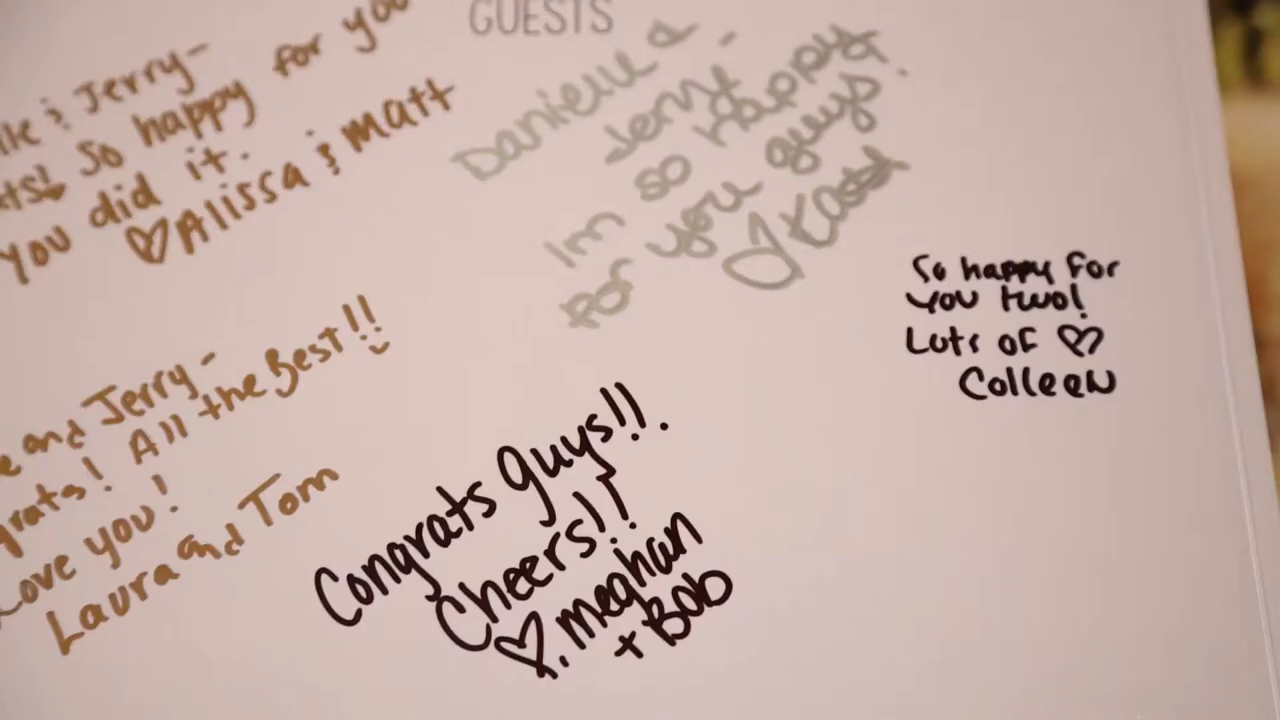 GUESTS
& Jerry-
So happy for you
you did it.
♡Alissa & Matt
Danielle &
Jerry-
Im so Happy
For you guys!
So happy For
you two!
Lots of ♡
Colleen
and Jerry-
All the Best!!
Love you!
Laura and Tom
Congrats Guys!!
Cheers!!
♡. meghan
+ Bob